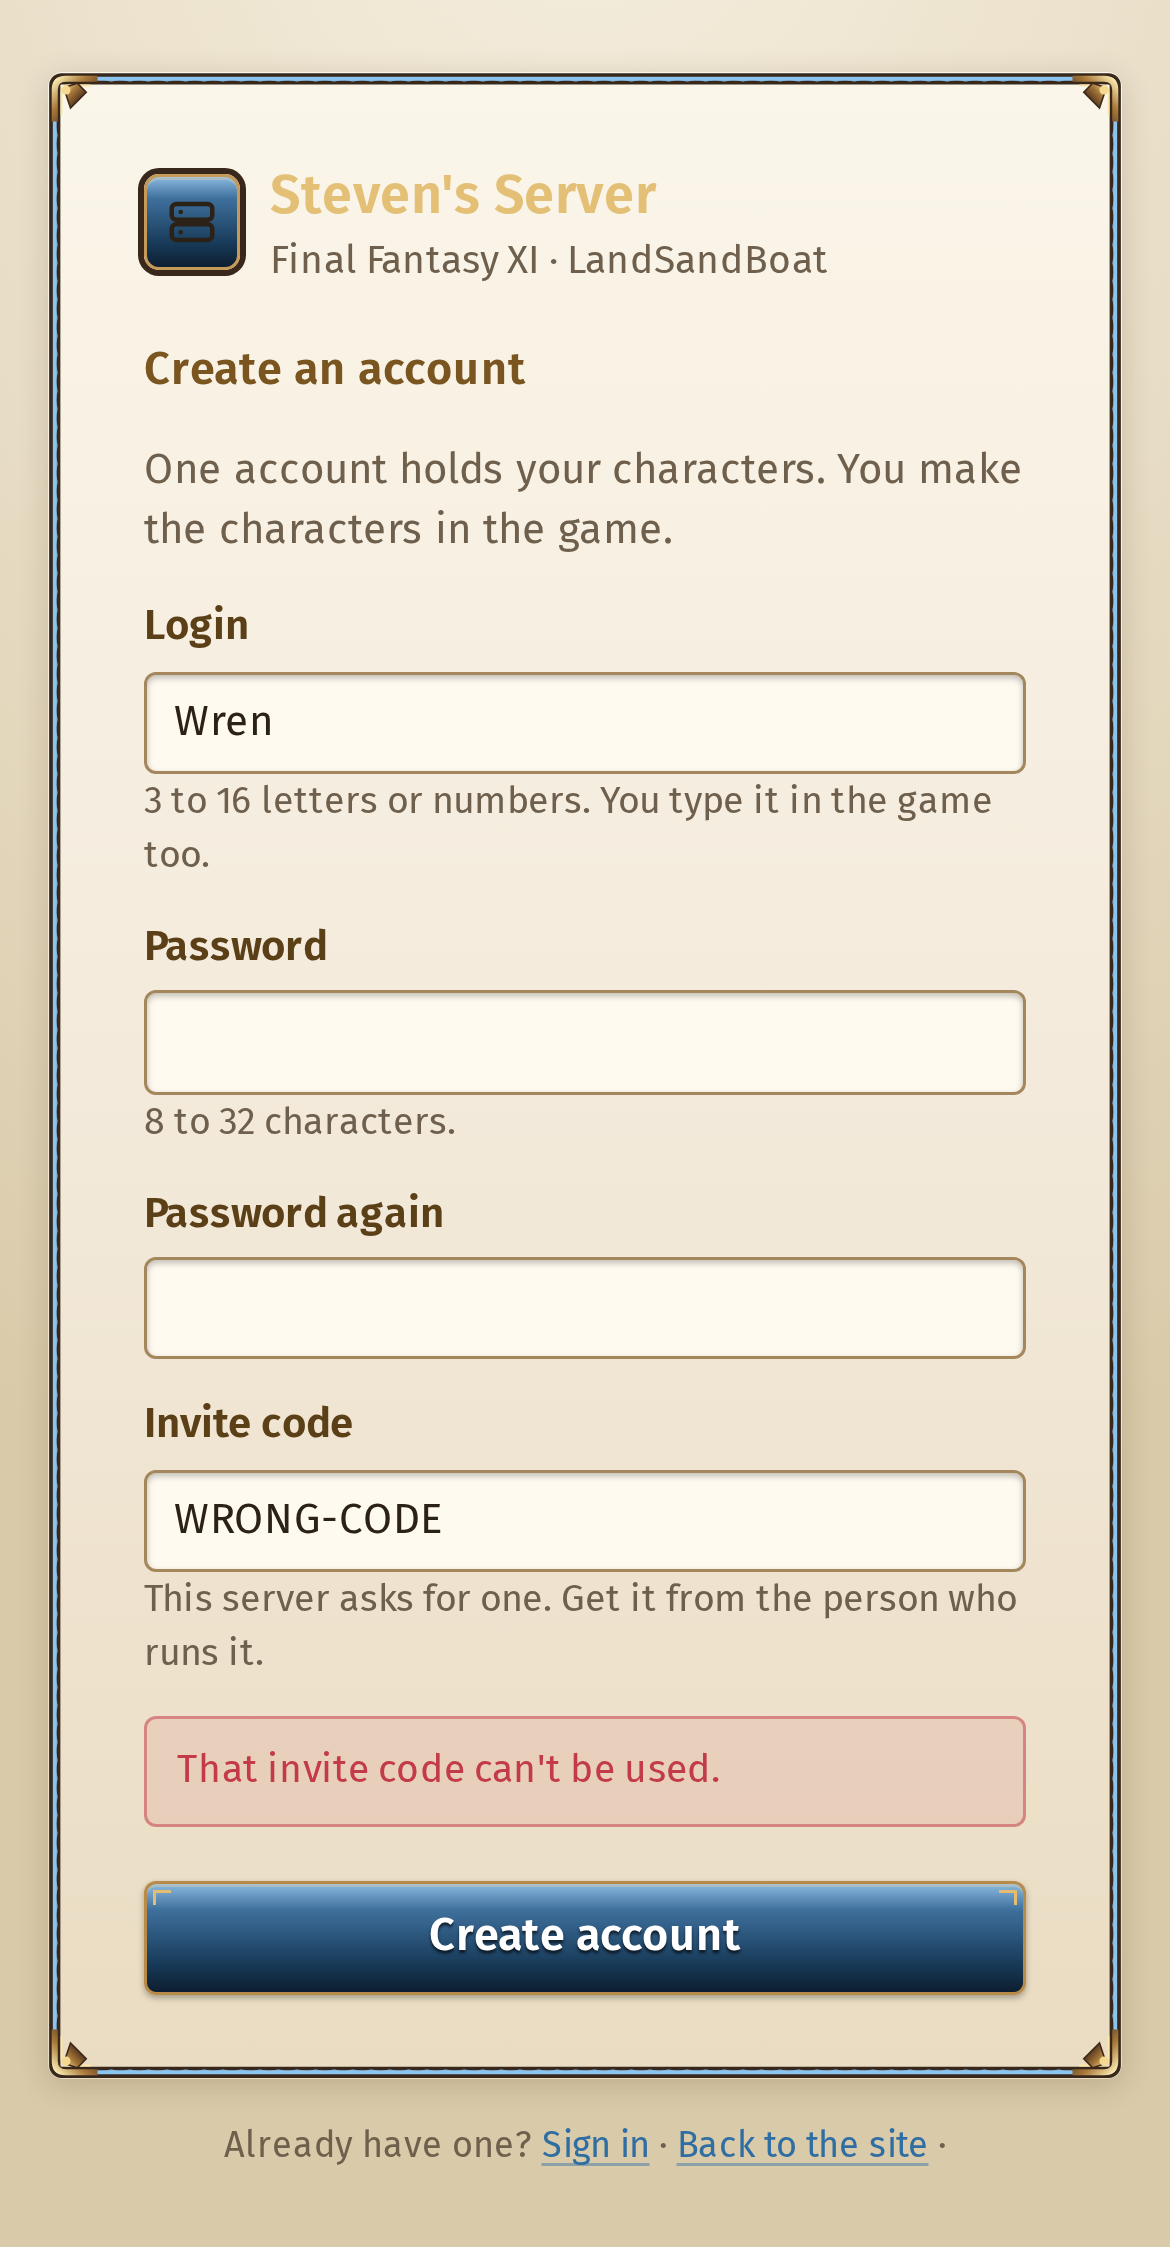 Steven's Server
Final Fantasy XI · LandSandBoat
Create an account
One account holds your characters. You make
the characters in the game.
Login
Wren
3 to 16 letters or numbers. You type it in the game
too.
Password
8 to 32 characters.
Password again
Invite code
WRONG-CODE
This server asks for one. Get it from the person who
runs it.
That invite code can't be used.
Create account
Already have one? Sign in · Back to the site ·